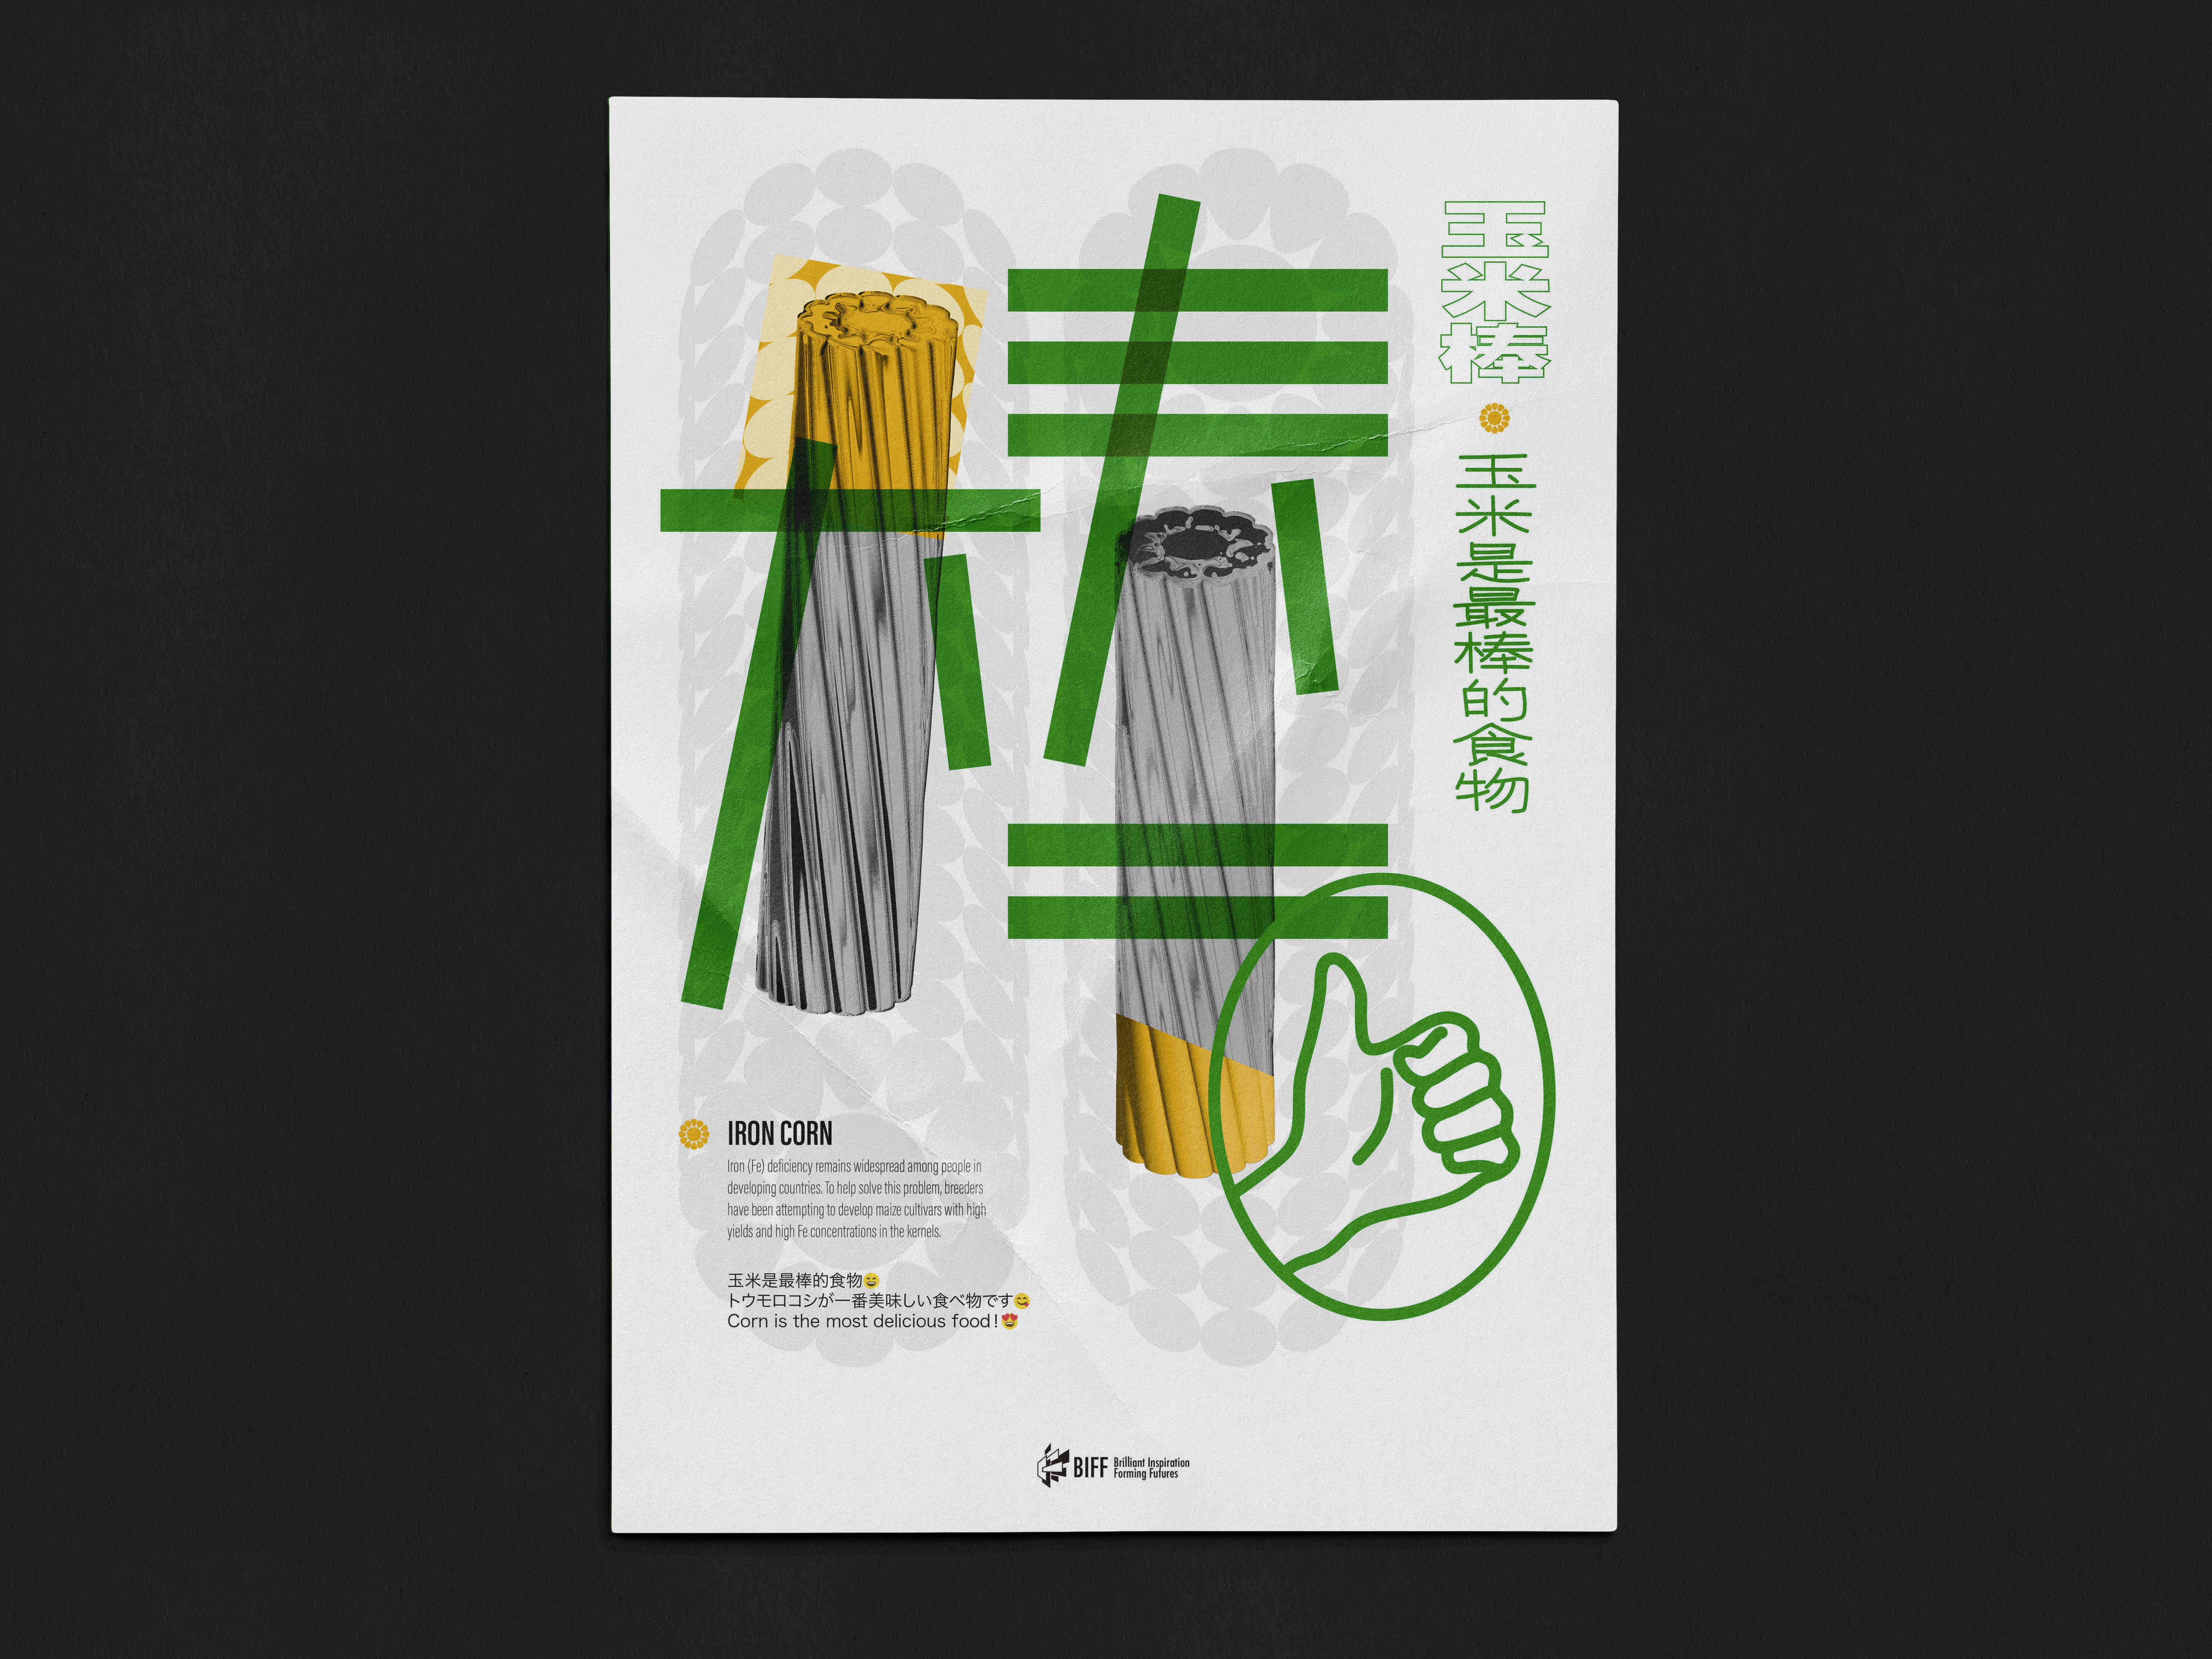 棒
玉米棒
玉米是最棒的食物
IRON CORN
Iron (Fe) deficiency remains widespread among people in
developing countries. To help solve this problem, breeders
have been attempting to develop maize cultivars with high
yields and high Fe concentrations in the kernels.
玉米是最棒的食物😄
トウモロコシが一番美味しい食べ物です😋
Corn is the most delicious food!😍
BIFF Brilliant Inspiration
Forming Futures